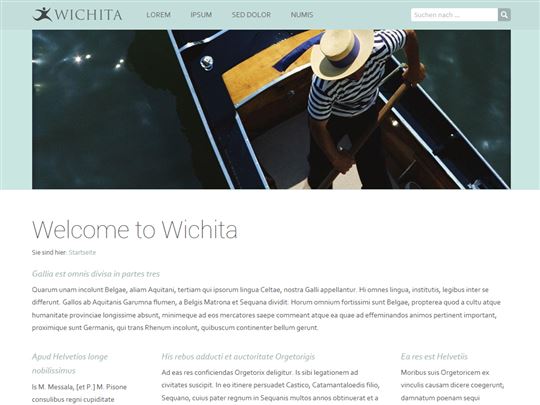 WICHITA LOREM IPSUM SED DOLOR NUMIS Suchen nach ...
Welcome to Wichita
Sie sind hier: Startseite
Gallia est omnis divisa in partes tres
Quarum unam incolunt Belgae, aliam Aquitani, tertiam qui ipsorum lingua Celtae, nostra Galli appellantur. Hi omnes lingua, institutis, legibus inter se
differunt. Gallos ab Aquitanis Garumna flumen, a Belgis Matrona et Sequana dividit. Horum omnium fortissimi sunt Belgae, propterea quod a cultu atque
humanitate provinciae longissime absunt, minimeque ad eos mercatores saepe commeant atque ea quae ad effeminandos animos pertinent important,
proximique sunt Germanis, qui trans Rhenum incolunt, quibuscum continenter bellum gerunt.
Apud Helvetios longe
nobilissimus
Is M. Messala, [et P.] M. Pisone
consulibus regni cupiditate
His rebus adducti et auctoritate Orgetorigis
Ad eas res conficiendas Orgetorix deligitur. Is sibi legationem ad
civitates suscipit. In eo itinere persuadet Castico, Catamantaloedis filio,
Sequano, cuius pater regnum in Sequanis multos annos obtinuerat et a
Ea res est Helvetiis
Moribus suis Orgetoricem ex
vinculis causam dicere coegerunt;
damnatum poenam sequi